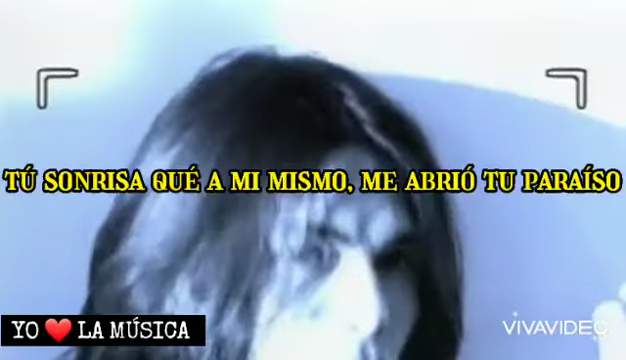 TÚ SONRISA QUÉ A MI MISMO, ME ABRIÓ TU PARAÍSO
YO ❤️ LA MÚSICA
VIVAVIDEO